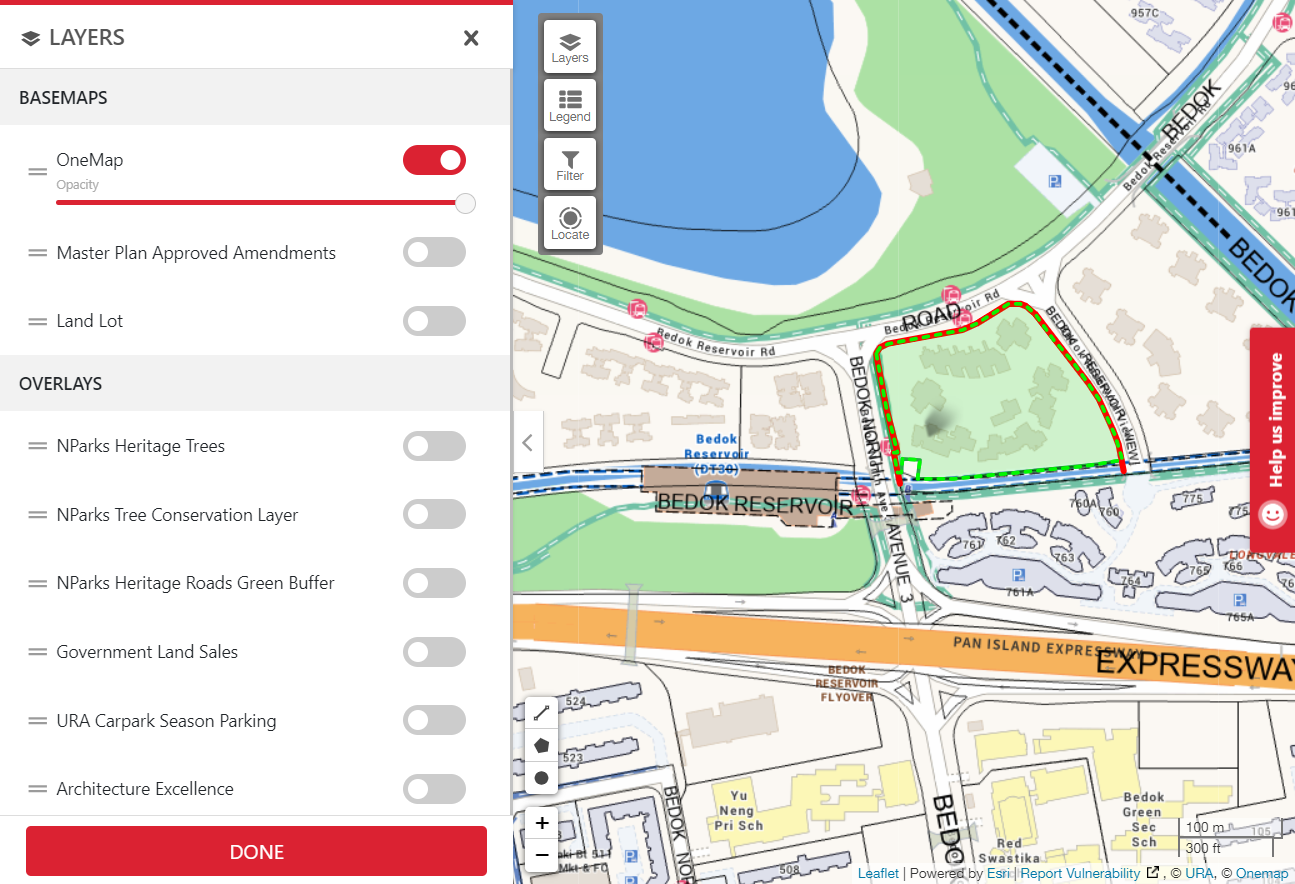 LAYERS
BASEMAPS
OneMap
Opacity
Master Plan Approved Amendments
Land Lot
OVERLAYS
NParks Heritage Trees
NParks Tree Conservation Layer
NParks Heritage Roads Green Buffer
Government Land Sales
URA Carpark Season Parking
Architecture Excellence
DONE
Layers
Legend
Filter
Locate
957C
BEDOK
Bedok Reservoir Rd
961A
BEDOK
ROAD
Bedok Reservoir Rd
Bedok Reservoir Rd
BEDOK RESERVOIR VIEW
BEDOK NORTH
AVENUE 3
Bedok
Reservoir
(DT30)
BEDOK RESERVOIR
760A
760
775
761
762
763
764
765
766
761A
765A
PAN ISLAND EXPRESSWAY
EXPRESSWAY
BEDOK
RESERVOIR
FLYOVER
524
523
508
Yu
Neng
Pri Sch
Red
Swastika
Bedok
Green
Sec
Sch
105
Mkt & FC
BEDOK NOR
BEDO
Help us improve
+
−
100 m
300 ft
Leaflet | Powered by Esri | Report Vulnerability , © URA, © Onemap